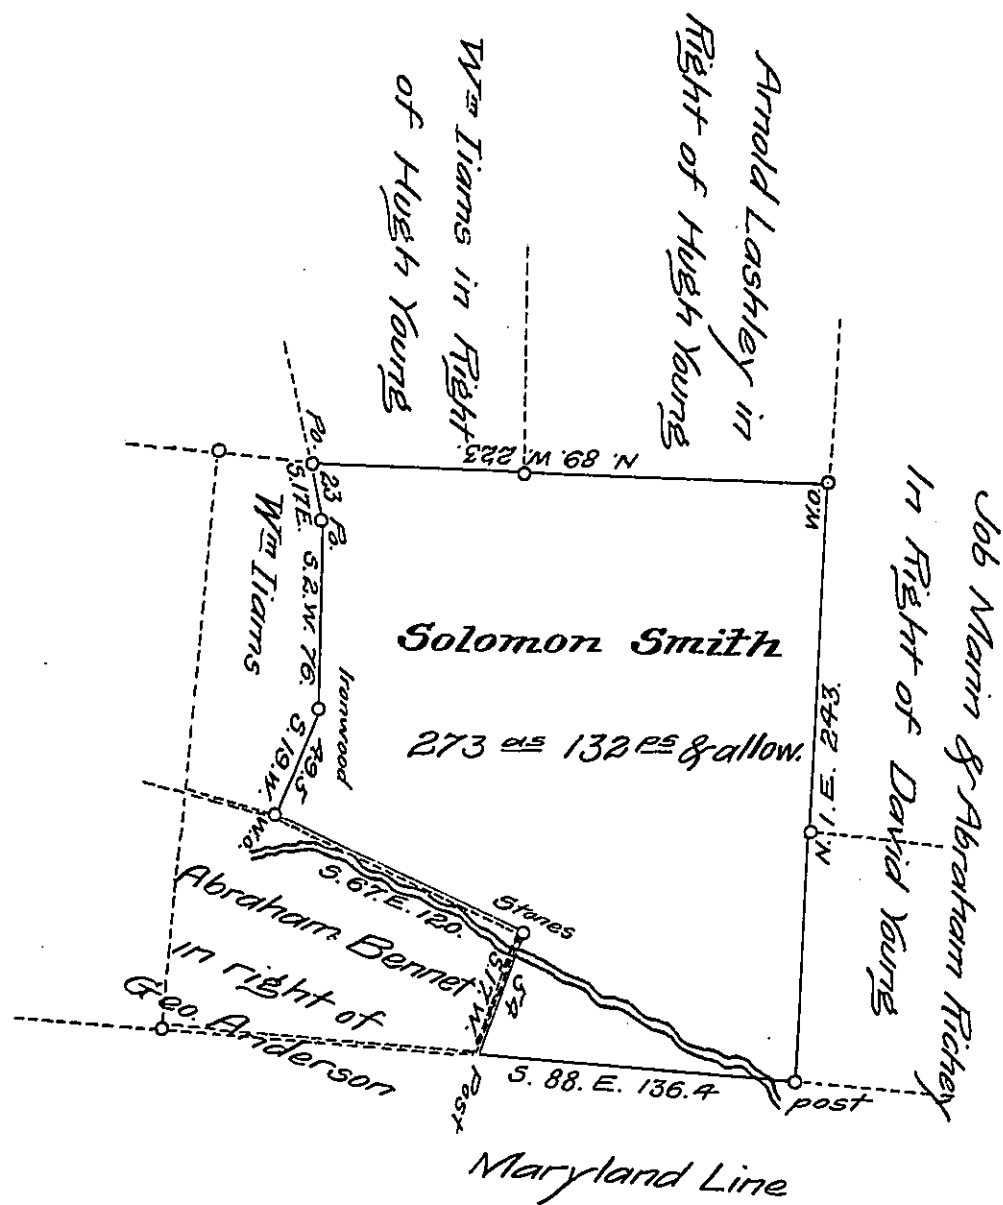 Arnold Lashley in
Right of Hugh Young
Wm Iiams in Right
of Hugh Young
Job Mann & Abraham Richey
In Right of David Young
Po.
N. 89. W. 223.
W.O.
23
S.17E.
Po.
S.2.W. 76.
Wm Iiams
Solomon Smith
273 as 132 ps & allow.
N. 1. E. 243.
Ironwood
S.19.W.
W.O.
S. 67. E. 120.
Stones
54
S.17.W.
Abraham Bennet
in right of
Geo. Anderson
Post
S. 88. E. 136.4
post
Maryland Line